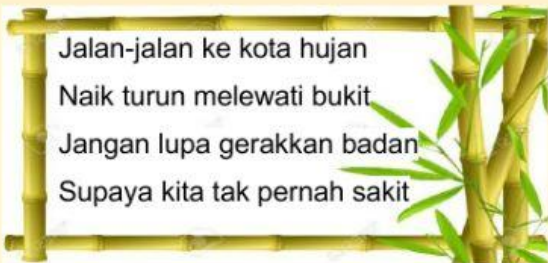 Jalan-jalan ke kota hujan
Naik turun melewati bukit
Jangan lupa gerakkan badan
Supaya kita tak pernah sakit